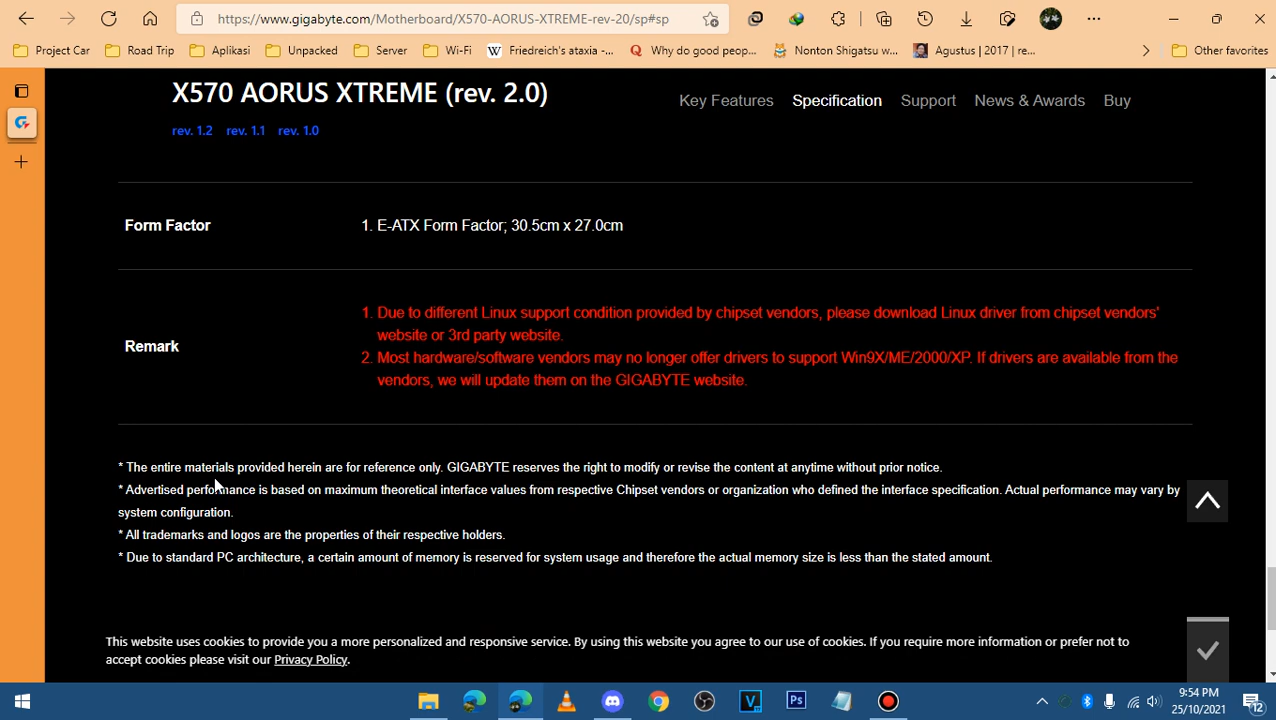 https://www.gigabyte.com/Motherboard/X570-AORUS-XTREME-rev-20/sp#sp
Project Car Road Trip Aplikasi Unpacked Server Wi-Fi W Friedreich's ataxia -... Q Why do good peop... Nonton Shigatsu w... Agustus | 2017 | re... Other favorites
X570 AORUS XTREME (rev. 2.0)
Key Features Specification Support News & Awards Buy
rev. 1.2 rev. 1.1 rev. 1.0
Form Factor
1. E-ATX Form Factor; 30.5cm x 27.0cm
Remark
1. Due to different Linux support condition provided by chipset vendors, please download Linux driver from chipset vendors'
website or 3rd party website.
2. Most hardware/software vendors may no longer offer drivers to support Win9X/ME/2000/XP. If drivers are available from the
vendors, we will update them on the GIGABYTE website.
* The entire materials provided herein are for reference only. GIGABYTE reserves the right to modify or revise the content at anytime without prior notice.
* Advertised performance is based on maximum theoretical interface values from respective Chipset vendors or organization who defined the interface specification. Actual performance may vary by
system configuration.
* All trademarks and logos are the properties of their respective holders.
* Due to standard PC architecture, a certain amount of memory is reserved for system usage and therefore the actual memory size is less than the stated amount.
This website uses cookies to provide you a more personalized and responsive service. By using this website you agree to our use of cookies. If you require more information or prefer not to
accept cookies please visit our Privacy Policy.
V Ps
9:54 PM
25/10/2021
12